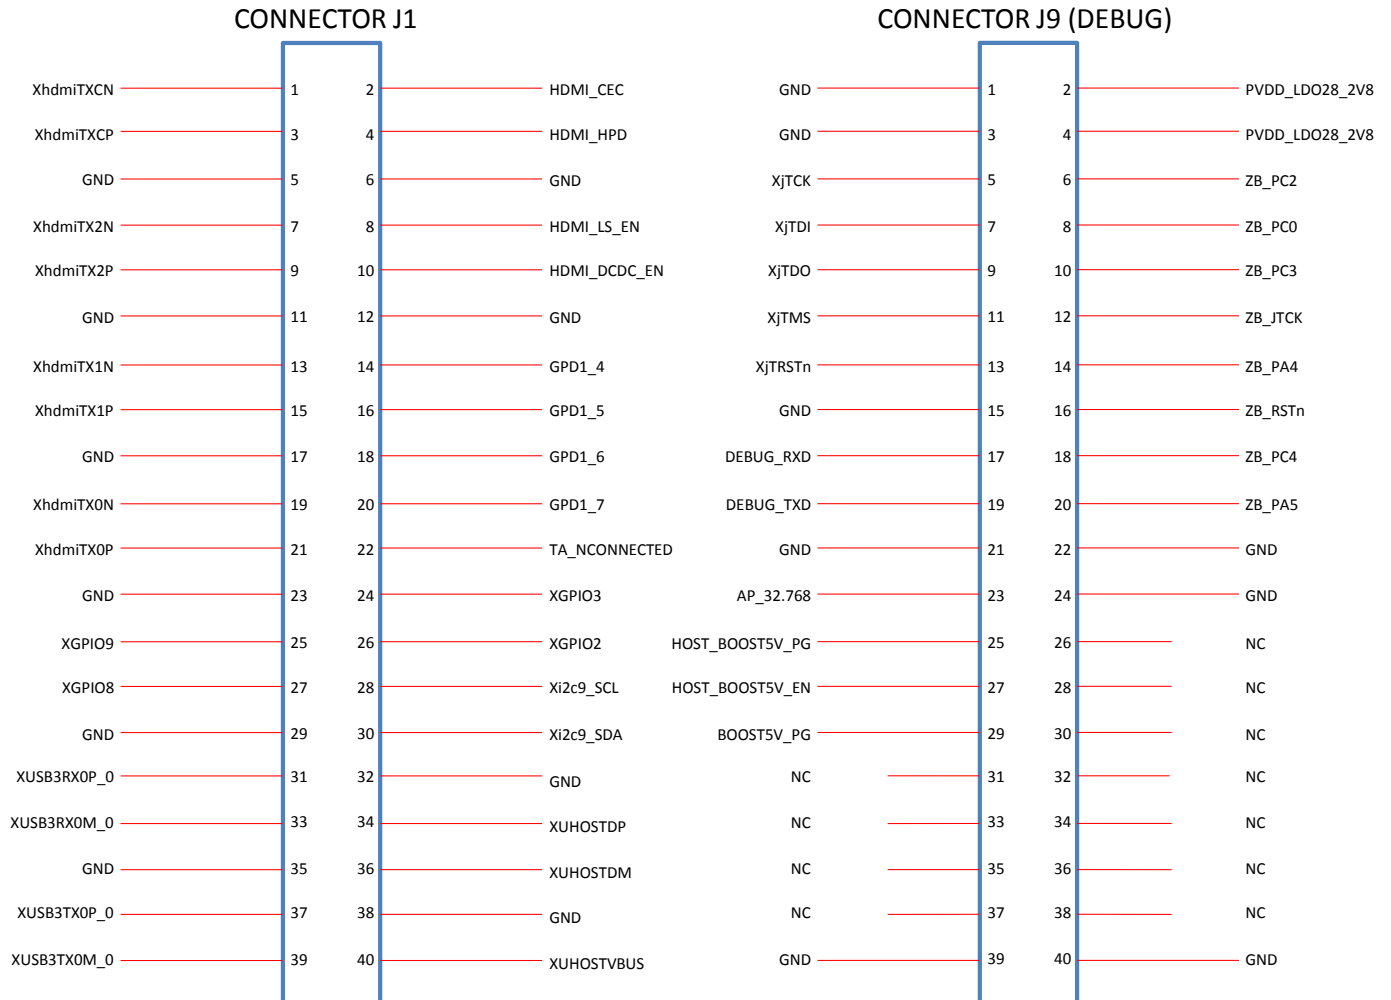 CONNECTOR J1
XhdmiTXCN 1 2 HDMI_CEC
XhdmiTXCP 3 4 HDMI_HPD
GND 5 6 GND
XhdmiTX2N 7 8 HDMI_LS_EN
XhdmiTX2P 9 10 HDMI_DCDC_EN
GND 11 12 GND
XhdmiTX1N 13 14 GPD1_4
XhdmiTX1P 15 16 GPD1_5
GND 17 18 GPD1_6
XhdmiTX0N 19 20 GPD1_7
XhdmiTX0P 21 22 TA_NCONNECTED
GND 23 24 XGPIO3
XGPIO9 25 26 XGPIO2
XGPIO8 27 28 Xi2c9_SCL
GND 29 30 Xi2c9_SDA
XUSB3RX0P_0 31 32 GND
XUSB3RX0M_0 33 34 XUHOSTDP
GND 35 36 XUHOSTDM
XUSB3TX0P_0 37 38 GND
XUSB3TX0M_0 39 40 XUHOSTVBUS
CONNECTOR J9 (DEBUG)
GND 1 2 PVDD_LDO28_2V8
GND 3 4 PVDD_LDO28_2V8
XjTCK 5 6 ZB_PC2
XjTDI 7 8 ZB_PC0
XjTDO 9 10 ZB_PC3
XjTMS 11 12 ZB_JTCK
XjTRSTn 13 14 ZB_PA4
GND 15 16 ZB_RSTn
DEBUG_RXD 17 18 ZB_PC4
DEBUG_TXD 19 20 ZB_PA5
GND 21 22 GND
AP_32.768 23 24 GND
HOST_BOOST5V_PG 25 26 NC
HOST_BOOST5V_EN 27 28 NC
BOOST5V_PG 29 30 NC
NC 31 32 NC
NC 33 34 NC
NC 35 36 NC
NC 37 38 NC
GND 39 40 GND